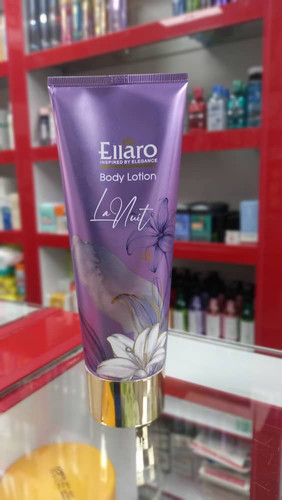 Ellaro
INSPIRED BY ELEGANCE
Body Lotion
La Nuit